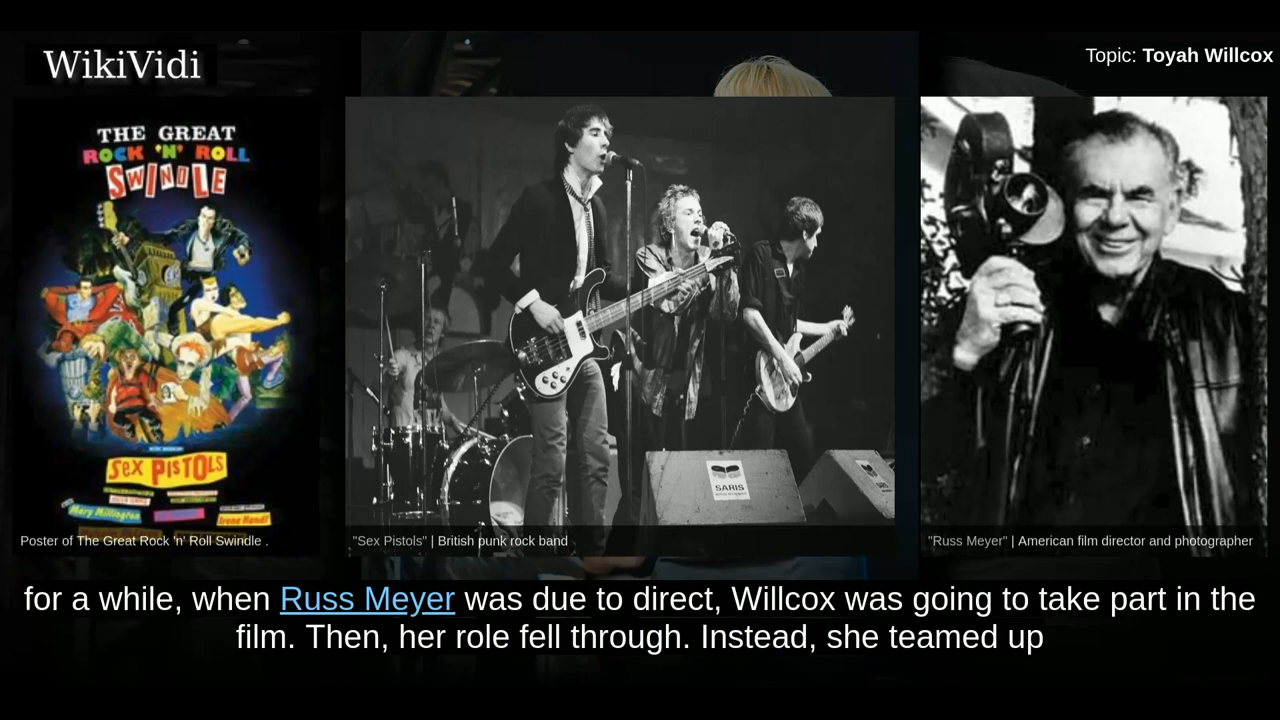 WikiVidi
Topic: Toyah Willcox
THE GREAT
ROCK 'N' ROLL
SWINDLE
SEX PISTOLS
Mary Millington
Irene Handl
Poster of The Great Rock 'n' Roll Swindle .
SARIS
"Sex Pistols" | British punk rock band
"Russ Meyer" | American film director and photographer
for a while, when Russ Meyer was due to direct, Willcox was going to take part in the
film. Then, her role fell through. Instead, she teamed up